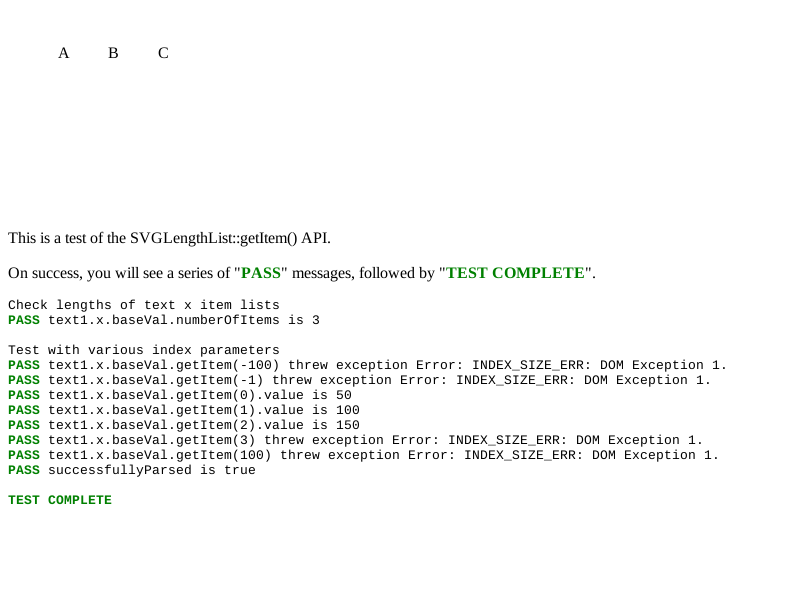 A B C
This is a test of the SVGLengthList::getItem() API.
On success, you will see a series of "PASS" messages, followed by "TEST COMPLETE".
Check lengths of text x item lists
PASS text1.x.baseVal.numberOfItems is 3
Test with various index parameters
PASS text1.x.baseVal.getItem(-100) threw exception Error: INDEX_SIZE_ERR: DOM Exception 1.
PASS text1.x.baseVal.getItem(-1) threw exception Error: INDEX_SIZE_ERR: DOM Exception 1.
PASS text1.x.baseVal.getItem(0).value is 50
PASS text1.x.baseVal.getItem(1).value is 100
PASS text1.x.baseVal.getItem(2).value is 150
PASS text1.x.baseVal.getItem(3) threw exception Error: INDEX_SIZE_ERR: DOM Exception 1.
PASS text1.x.baseVal.getItem(100) threw exception Error: INDEX_SIZE_ERR: DOM Exception 1.
PASS successfullyParsed is true
TEST COMPLETE